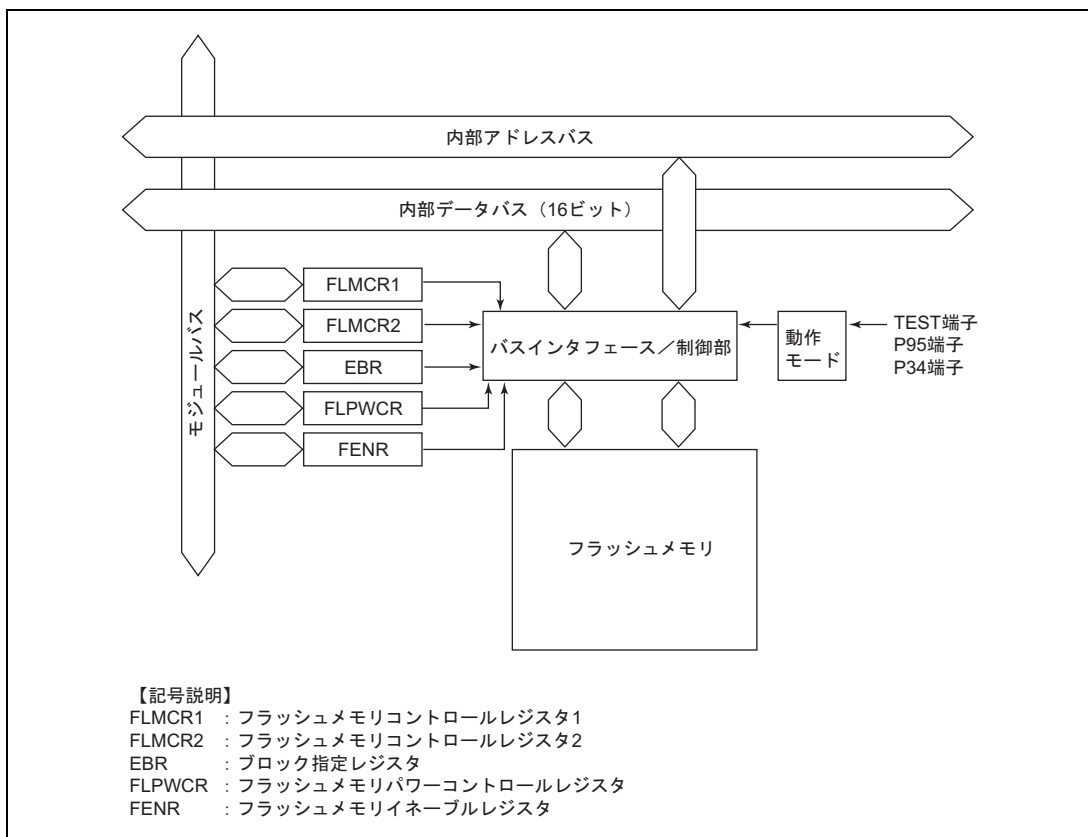 内部アドレスバス
内部データバス（16ビット）
モジュールバス
FLMCR1
FLMCR2
EBR
FLPWCR
FENR
バスインタフェース／制御部
動作
モード
TEST端子
P95端子
P34端子
フラッシュメモリ
【記号説明】
FLMCR1 : フラッシュメモリコントロールレジスタ1
FLMCR2 : フラッシュメモリコントロールレジスタ2
EBR : ブロック指定レジスタ
FLPWCR : フラッシュメモリパワーコントロールレジスタ
FENR : フラッシュメモリイネーブルレジスタ